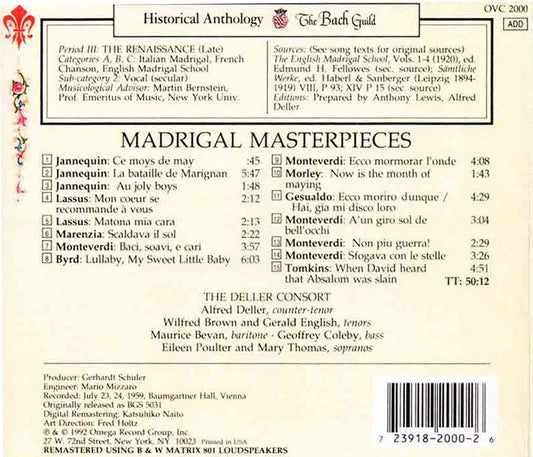 OVC 2000
Historical Anthology The Bach Guild
ADD
Period III: THE RENAISSANCE (Late)
Categories A, B, C: Italian Madrigal, French
Chanson, English Madrigal School
Sub-category 2: Vocal (secular)
Musicological Advisor: Martin Bernstein,
Prof. Emeritus of Music, New York Univ.
Sources: (See song texts for original sources)
The English Madrigal School, Vols. 1-4 (1920), ed.
Edmund H. Fellowes (sec. source); Sämtliche
Werke, ed. Haberl & Sanberger (Leipzig 1894-
1919) VIII, P 93; XIV P 15 (sec. source)
Editions: Prepared by Anthony Lewis, Alfred
Deller
MADRIGAL MASTERPIECES
1 Jannequin: Ce moys de may :45
2 Jannequin: La bataille de Marignan 5:47
3 Jannequin: Au joly boys 1:48
4 Lassus: Mon coeur se
recommande à vous 2:12
5 Lassus: Matona mia cara 2:13
6 Marenzia: Scaldava il sol 2:22
7 Monteverdi: Baci, soavi, e cari 3:57
8 Byrd: Lullaby, My Sweet Little Baby 6:03
9 Monteverdi: Ecco mormorar l'onde 4:08
10 Morley: Now is the month of 1:43
maying
11 Gesualdo: Ecco moriro dunque / 4:29
Hai, gia mi disco loro
12 Monteverdi: A'un giro sol de 3:04
bell'occhi
13 Monteverdi: Non piu guerra! 2:29
14 Monteverdi: Sfogava con le stelle 3:26
15 Tomkins: When David heard 4:51
that Absalom was slain TT: 50:12
THE DELLER CONSORT
Alfred Deller, counter-tenor
Wilfred Brown and Gerald English, tenors
Maurice Bevan, baritone · Geoffrey Coleby, bass
Eileen Poulter and Mary Thomas, sopranos
Producer: Gerhardt Schuler
Engineer: Mario Mizzaro
Recorded: July 23, 24, 1959, Baumgartner Hall, Vienna
Originally released as BGS 5031
Digital Remastering: Katsuhiko Naito
Art Direction: Fred Holtz
℗ & © 1992 Omega Record Group, Inc.
27 W. 72nd Street, New York, NY 10023 Printed in USA
REMASTERED USING B & W MATRIX 801 LOUDSPEAKERS
7 23918-2000-2 6